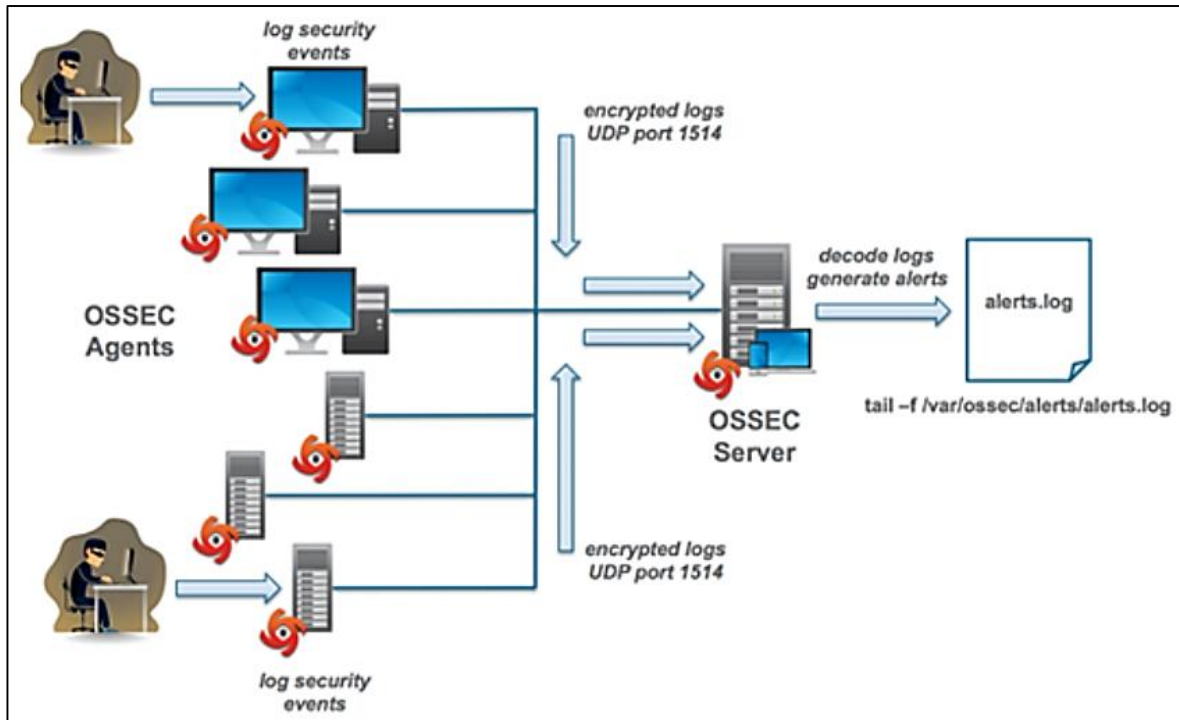 log security
events
encrypted logs
UDP port 1514
decode logs
generate alerts
alerts.log
OSSEC
Agents
tail –f /var/ossec/alerts/alerts.log
OSSEC
Server
encrypted logs
UDP port 1514
log security
events